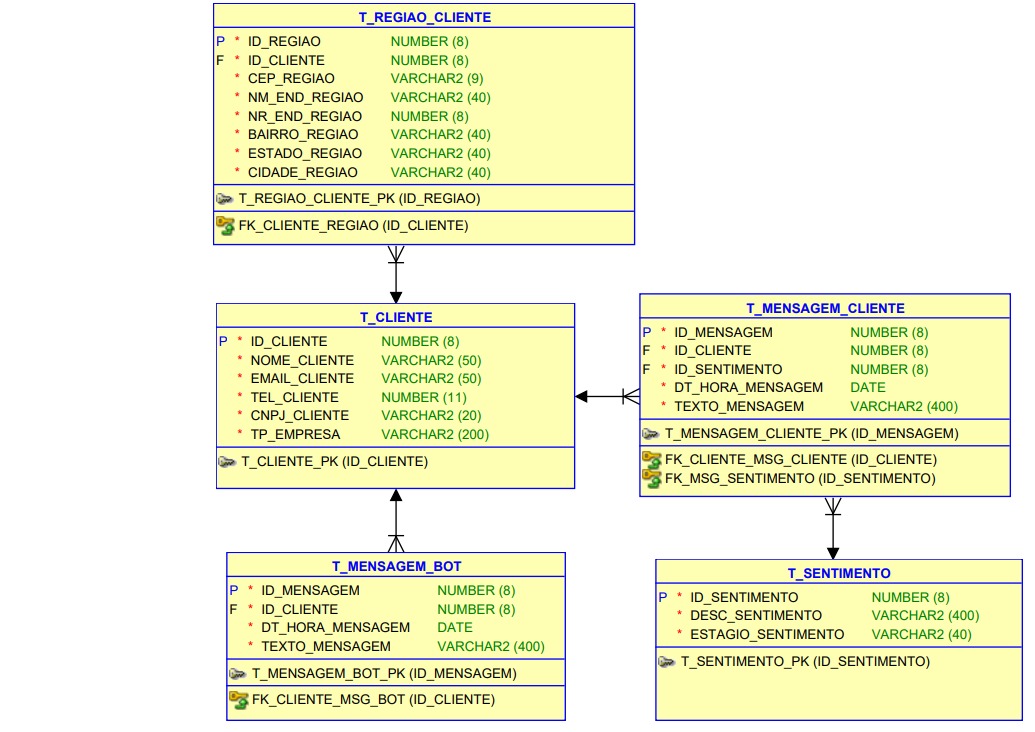 T_REGIAO_CLIENTE
P * ID_REGIAO NUMBER (8)
F * ID_CLIENTE NUMBER (8)
* CEP_REGIAO VARCHAR2 (9)
* NM_END_REGIAO VARCHAR2 (40)
* NR_END_REGIAO NUMBER (8)
* BAIRRO_REGIAO VARCHAR2 (40)
* ESTADO_REGIAO VARCHAR2 (40)
* CIDADE_REGIAO VARCHAR2 (40)
T_REGIAO_CLIENTE_PK (ID_REGIAO)
FK_CLIENTE_REGIAO (ID_CLIENTE)
T_CLIENTE
P * ID_CLIENTE NUMBER (8)
* NOME_CLIENTE VARCHAR2 (50)
* EMAIL_CLIENTE VARCHAR2 (50)
* TEL_CLIENTE NUMBER (11)
* CNPJ_CLIENTE VARCHAR2 (20)
* TP_EMPRESA VARCHAR2 (200)
T_CLIENTE_PK (ID_CLIENTE)
T_MENSAGEM_CLIENTE
P * ID_MENSAGEM NUMBER (8)
F * ID_CLIENTE NUMBER (8)
F * ID_SENTIMENTO NUMBER (8)
* DT_HORA_MENSAGEM DATE
* TEXTO_MENSAGEM VARCHAR2 (400)
T_MENSAGEM_CLIENTE_PK (ID_MENSAGEM)
FK_CLIENTE_MSG_CLIENTE (ID_CLIENTE)
FK_MSG_SENTIMENTO (ID_SENTIMENTO)
T_MENSAGEM_BOT
P * ID_MENSAGEM NUMBER (8)
F * ID_CLIENTE NUMBER (8)
* DT_HORA_MENSAGEM DATE
* TEXTO_MENSAGEM VARCHAR2 (400)
T_MENSAGEM_BOT_PK (ID_MENSAGEM)
FK_CLIENTE_MSG_BOT (ID_CLIENTE)
T_SENTIMENTO
P * ID_SENTIMENTO NUMBER (8)
* DESC_SENTIMENTO VARCHAR2 (400)
* ESTAGIO_SENTIMENTO VARCHAR2 (40)
T_SENTIMENTO_PK (ID_SENTIMENTO)